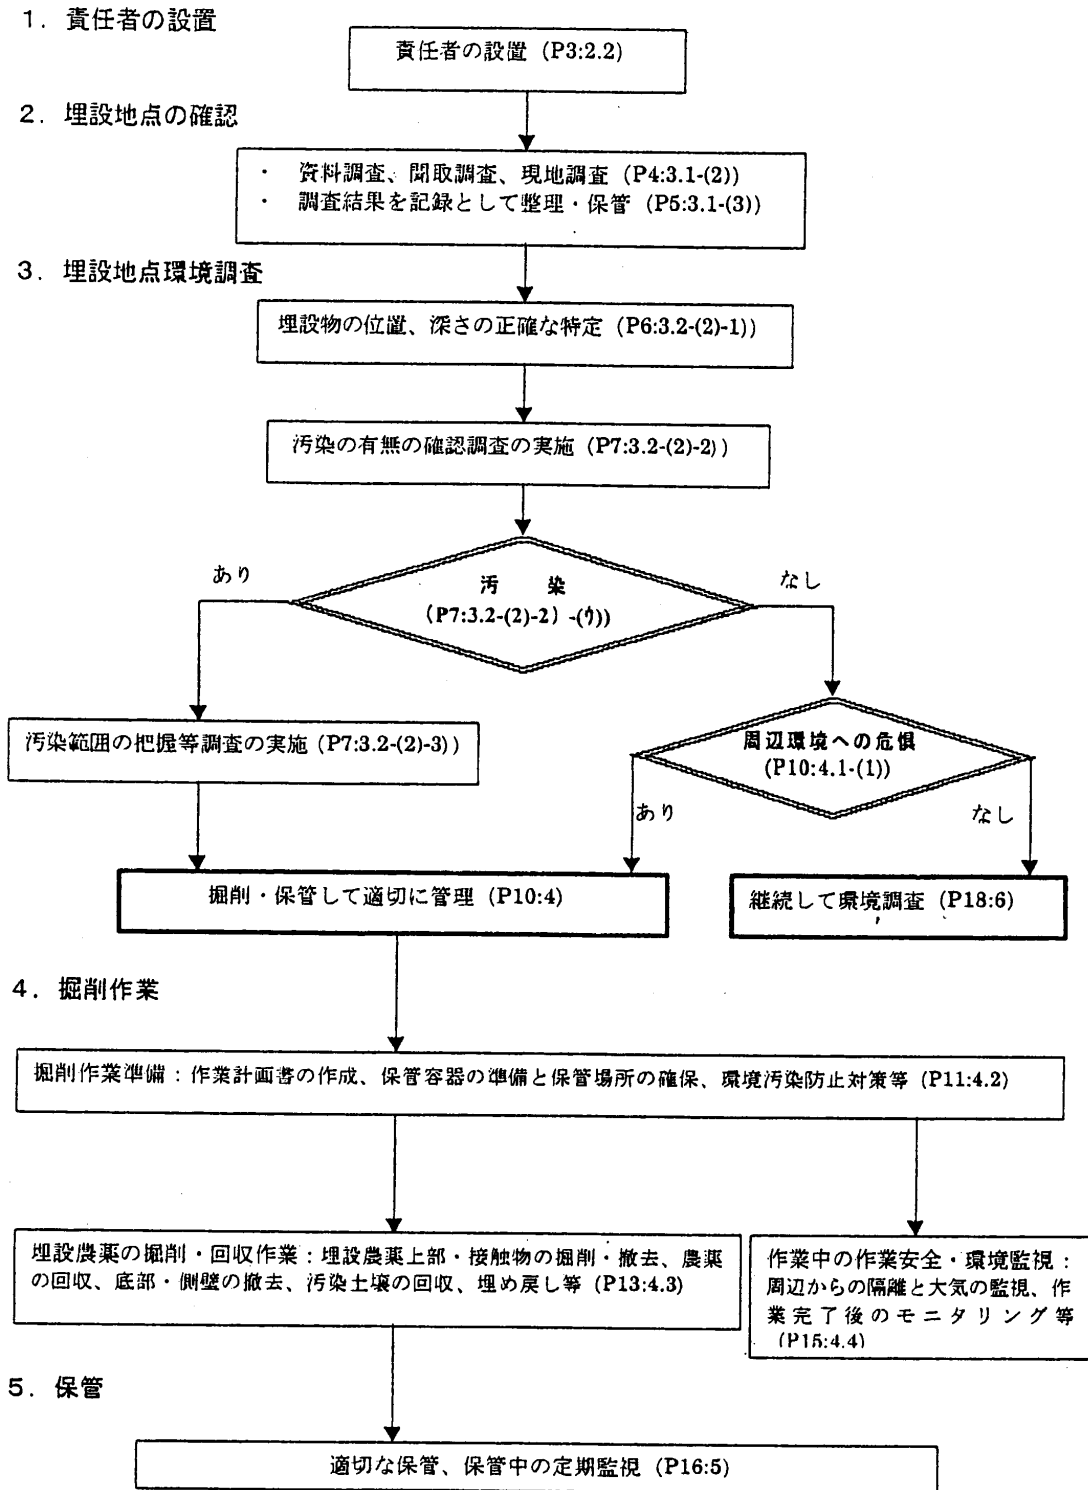 1．責任者の設置
責任者の設置 (P3:2.2)
2．埋設地点の確認
・ 資料調査、聞取調査、現地調査 (P4:3.1-(2))
・ 調査結果を記録として整理・保管 (P5:3.1-(3))
3．埋設地点環境調査
埋設物の位置、深さの正確な特定 (P6:3.2-(2)-1))
汚染の有無の確認調査の実施 (P7:3.2-(2)-2))
あり
汚 染
なし
(P7:3.2-(2)-2) -(ウ))
汚染範囲の把握等調査の実施 (P7:3.2-(2)-3))
周辺環境への危惧
(P10:4.1-(1))
あり
なし
掘削・保管して適切に管理 (P10:4)
継続して環境調査 (P18:6)
4．掘削作業
掘削作業準備：作業計画書の作成、保管容器の準備と保管場所の確保、環境汚染防止対策等 (P11:4.2)
埋設農薬の掘削・回収作業：埋設農薬上部・接触物の掘削・撤去、農薬
の回収、底部・側壁の撤去、汚染土壌の回収、埋め戻し等 (P13:4.3)
作業中の作業安全・環境監視：
周辺からの隔離と大気の監視、作
業完了後のモニタリング等
(P15:4.4)
5．保管
適切な保管、保管中の定期監視 (P16:5)